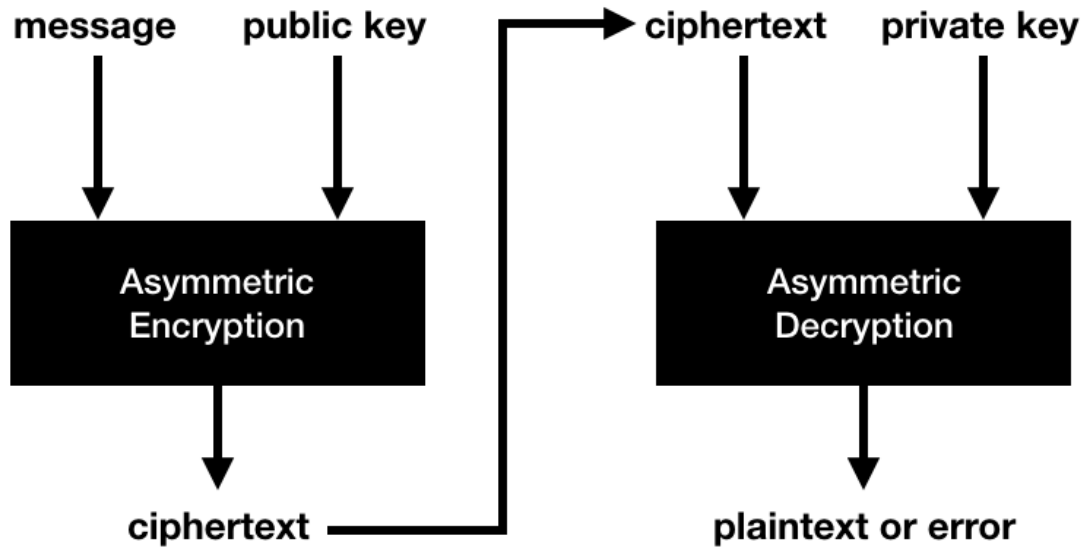 message
public key
ciphertext
private key
Asymmetric
Encryption
Asymmetric
Decryption
ciphertext
plaintext or error